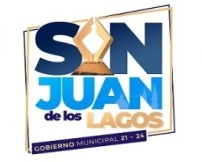 SAN
JUAN
de los LAGOS
GOBIERNO MUNICIPAL 21 - 24